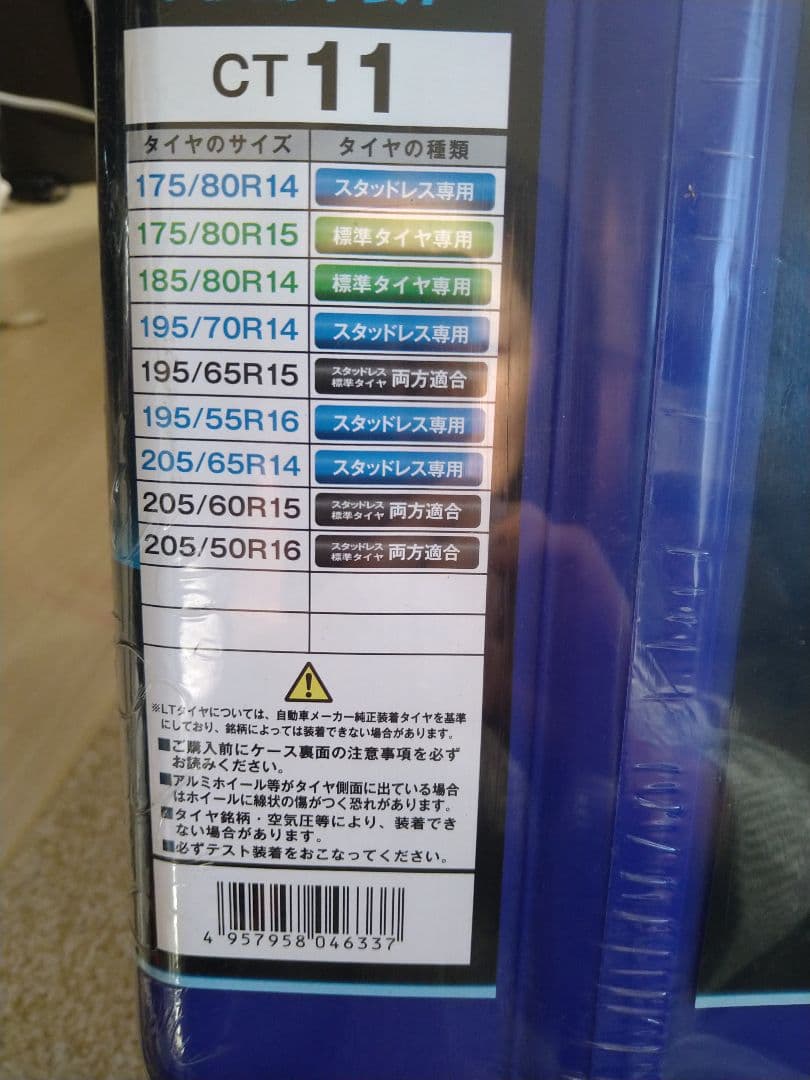 CT 11
タイヤのサイズ タイヤの種類
175/80R14 スタッドレス専用
175/80R15 標準タイヤ専用
185/80R14 標準タイヤ専用
195/70R14 スタッドレス専用
195/65R15 スタッドレス 標準タイヤ 両方適合
195/55R16 スタッドレス専用
205/65R14 スタッドレス専用
205/60R15 スタッドレス 標準タイヤ 両方適合
205/50R16 スタッドレス 標準タイヤ 両方適合
※LTタイヤについては、自動車メーカー純正装着タイヤを基準
にしており、銘柄によっては装着できない場合があります。
■ご購入前にケース裏面の注意事項を必ず
お読みください。
■アルミホイール等がタイヤ側面に出ている場合
はホイールに線状の傷がつく恐れがあります。
■タイヤ銘柄・空気圧等により、装着でき
ない場合があります。
■必ずテスト装着をおこなってください。
4 957958 046337